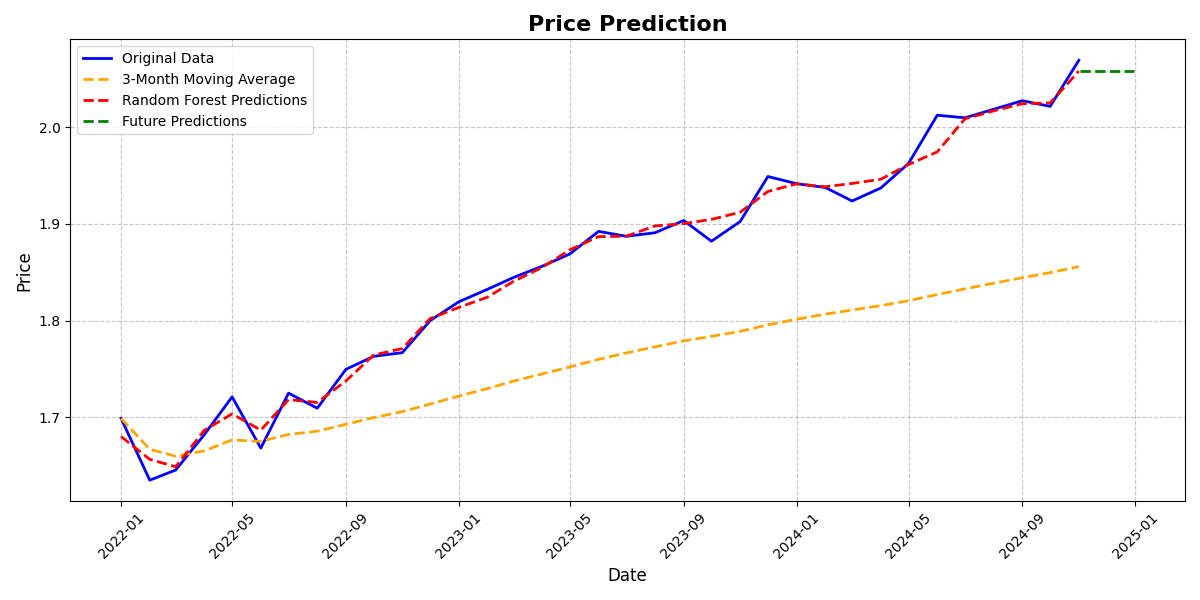 Price Prediction
Original Data
3-Month Moving Average
Random Forest Predictions
Future Predictions
Price
2.0
1.9
1.8
1.7
2022-01
2022-05
2022-09
2023-01
2023-05
2023-09
2024-01
2024-05
2024-09
2025-01
Date